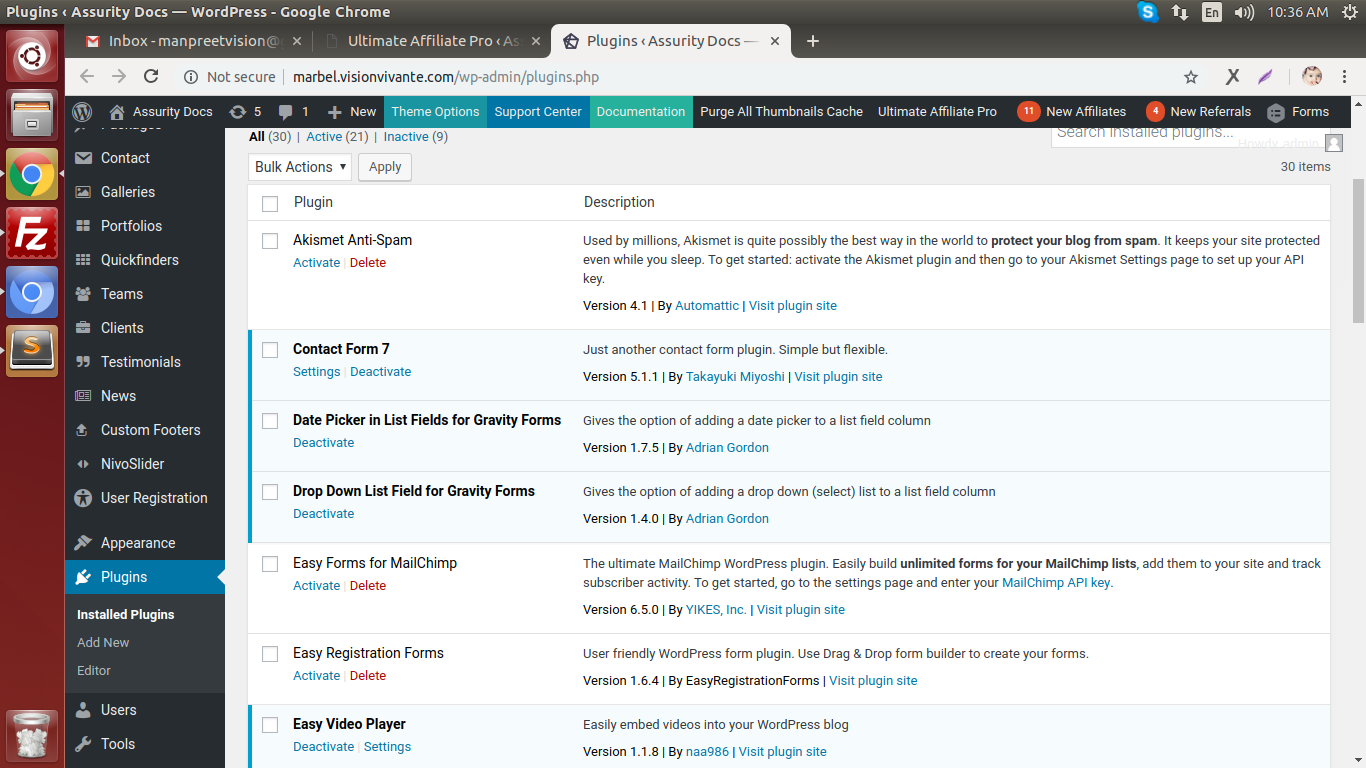 Plugins ‹ Assurity Docs — WordPress - Google Chrome
En
10:36 AM
Inbox - manpreetvision@
Ultimate Affiliate Pro ‹ As
Plugins ‹ Assurity Docs —
Not secure | marbel.visionvivante.com/wp-admin/plugins.php
Assurity Docs 5 1 New Theme Options Support Center Documentation Purge All Thumbnails Cache Ultimate Affiliate Pro 11 New Affiliates 4 New Referrals Forms
Howdy, admin
Packages
Contact
Galleries
Portfolios
Quickfinders
Teams
Clients
Testimonials
News
Custom Footers
NivoSlider
User Registration
Appearance
Plugins
Installed Plugins
Add New
Editor
Users
Tools
All (30) | Active (21) | Inactive (9)
Search installed plugins...
Bulk Actions Apply
30 items
Plugin Description
Akismet Anti-Spam
Activate | Delete
Used by millions, Akismet is quite possibly the best way in the world to protect your blog from spam. It keeps your site protected
even while you sleep. To get started: activate the Akismet plugin and then go to your Akismet Settings page to set up your API
key.
Version 4.1 | By Automattic | Visit plugin site
Contact Form 7
Settings | Deactivate
Just another contact form plugin. Simple but flexible.
Version 5.1.1 | By Takayuki Miyoshi | Visit plugin site
Date Picker in List Fields for Gravity Forms
Deactivate
Gives the option of adding a date picker to a list field column
Version 1.7.5 | By Adrian Gordon
Drop Down List Field for Gravity Forms
Deactivate
Gives the option of adding a drop down (select) list to a list field column
Version 1.4.0 | By Adrian Gordon
Easy Forms for MailChimp
Activate | Delete
The ultimate MailChimp WordPress plugin. Easily build unlimited forms for your MailChimp lists, add them to your site and track
subscriber activity. To get started, go to the settings page and enter your MailChimp API key.
Version 6.5.0 | By YIKES, Inc. | Visit plugin site
Easy Registration Forms
Activate | Delete
User friendly WordPress form plugin. Use Drag & Drop form builder to create your forms.
Version 1.6.4 | By EasyRegistrationForms | Visit plugin site
Easy Video Player
Deactivate | Settings
Easily embed videos into your WordPress blog
Version 1.1.8 | By naa986 | Visit plugin site